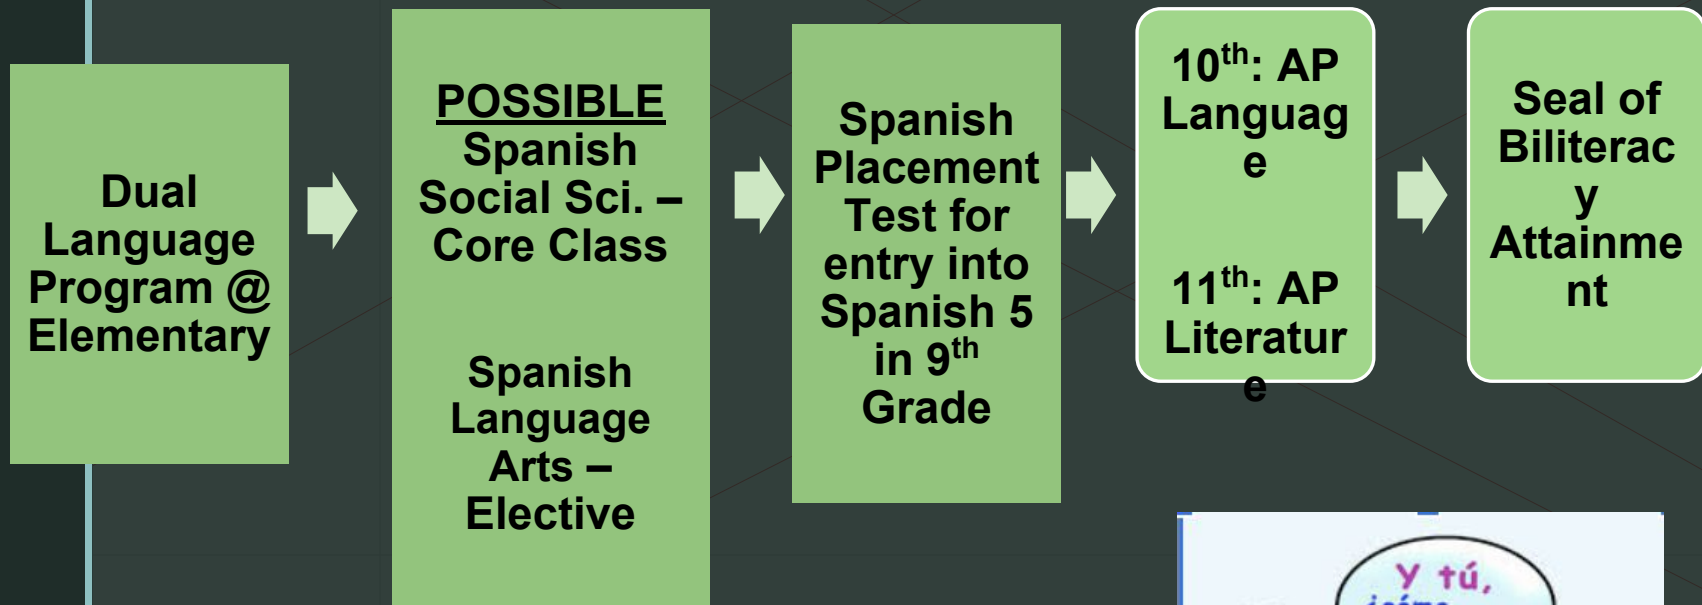 Dual
Language
Program @
Elementary
POSSIBLE
Spanish
Social Sci. –
Core Class
Spanish
Language
Arts –
Elective
Spanish
Placement
Test for
entry into
Spanish 5
in 9th
Grade
10th: AP
Languag
e
11th: AP
Literatur
e
Seal of
Biliterac
y
Attainme
nt
Y tú,
¿cómo